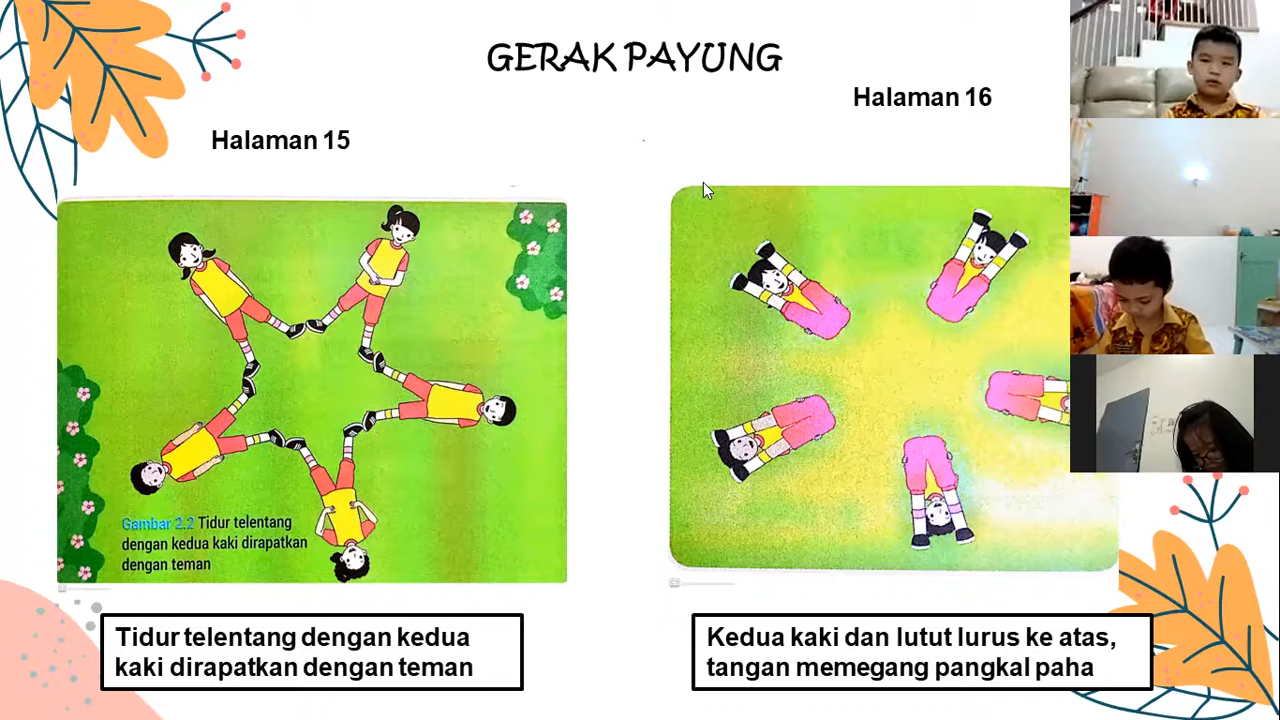 GERAK PAYUNG
Halaman 15
Halaman 16
Gambar 2.2 Tidur telentang
dengan kedua kaki dirapatkan
dengan teman
Tidur telentang dengan kedua
kaki dirapatkan dengan teman
Kedua kaki dan lutut lurus ke atas,
tangan memegang pangkal paha